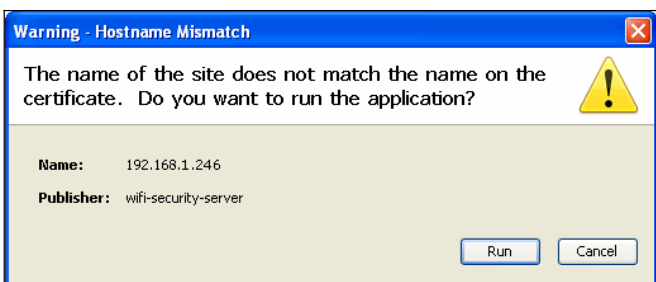 Warning - Hostname Mismatch
The name of the site does not match the name on the
certificate. Do you want to run the application?
Name: 192.168.1.246
Publisher: wifi-security-server
Run Cancel